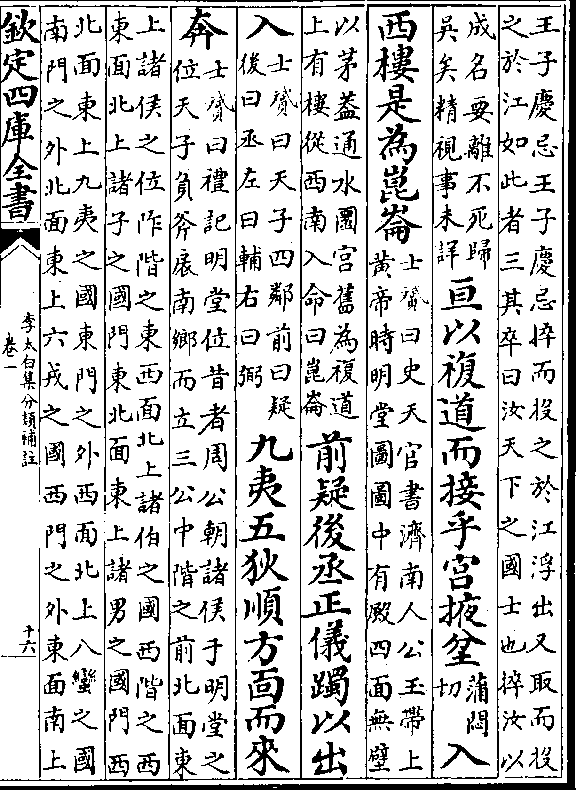 王子慶忌王子慶忌捽而投之於江浮出又取而投
之於江如此者三其卒曰汝天下之國士也捽汝以
成名要離不死歸
吳矣精視事未詳
亘以複道而接乎宮掖坌
蒲悶
切
入
西樓是為崑崙
士贇曰史天官書濟南人公玉帶上
黃帝時明堂圖圖中有殿四面無壁
以茅蓋通水圜宮舊為複道
上有樓從西南入命曰崑崙
前疑後丞正儀躅以出
入
士贇曰天子四鄰前曰疑
後曰丞左曰輔右曰弼
九夷五狄順方面而來
奔
士贇曰禮記明堂位昔者周公朝諸侯于明堂之
位天子負斧扆南鄉而立三公中階之前北面東
上諸侯之位阼階之東西面北上諸伯之國西階之西
東面北上諸子之國門東北面東上諸男之國門西
北面東上九夷之國東門之外西面北上八蠻之國
南門之外北面東上六戎之國西門之外東面南上
欽定四庫全書
李太白集分類補註
卷一
十六